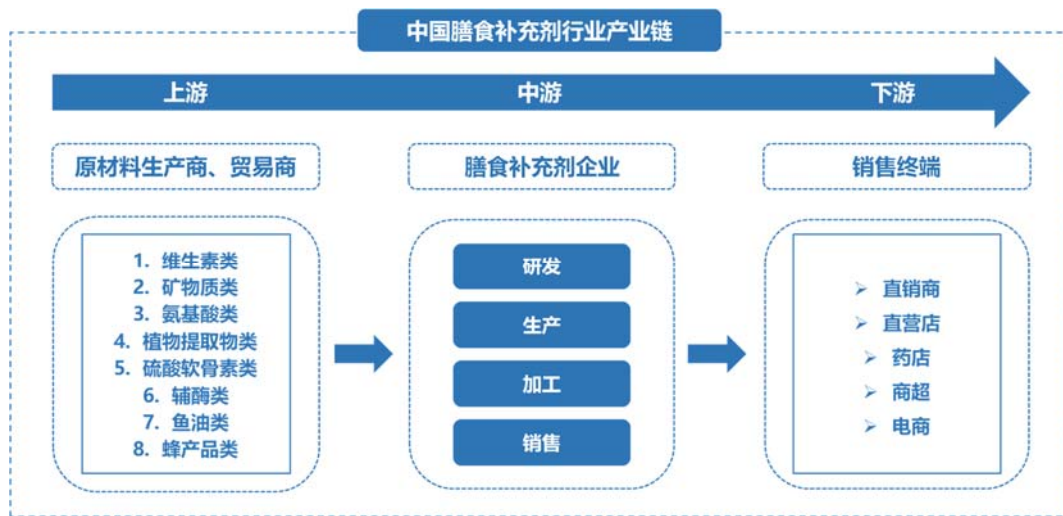 中国膳食补充剂行业产业链
上游
中游
下游
原材料生产商、贸易商
膳食补充剂企业
销售终端
1. 维生素类
2. 矿物质类
3. 氨基酸类
4. 植物提取物类
5. 硫酸软骨素类
6. 辅酶类
7. 鱼油类
8. 蜂产品类
研发
生产
加工
销售
➢ 直销商
➢ 直营店
➢ 药店
➢ 商超
➢ 电商